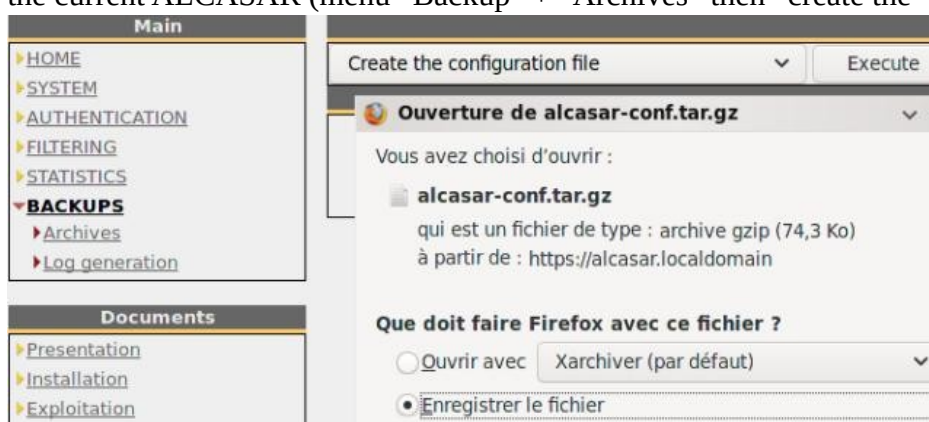 the current ALCASAR (menu "Backup" + "Archives" then "create the
Main
HOME
SYSTEM
AUTHENTICATION
FILTERING
STATISTICS
BACKUPS
Archives
Log generation
Documents
Presentation
Installation
Exploitation
Create the configuration file
Execute
Ouverture de alcasar-conf.tar.gz
Vous avez choisi d'ouvrir :
alcasar-conf.tar.gz
qui est un fichier de type : archive gzip (74,3 Ko)
à partir de : https://alcasar.localdomain
Que doit faire Firefox avec ce fichier ?
Ouvrir avec
Xarchiver (par défaut)
Enregistrer le fichier